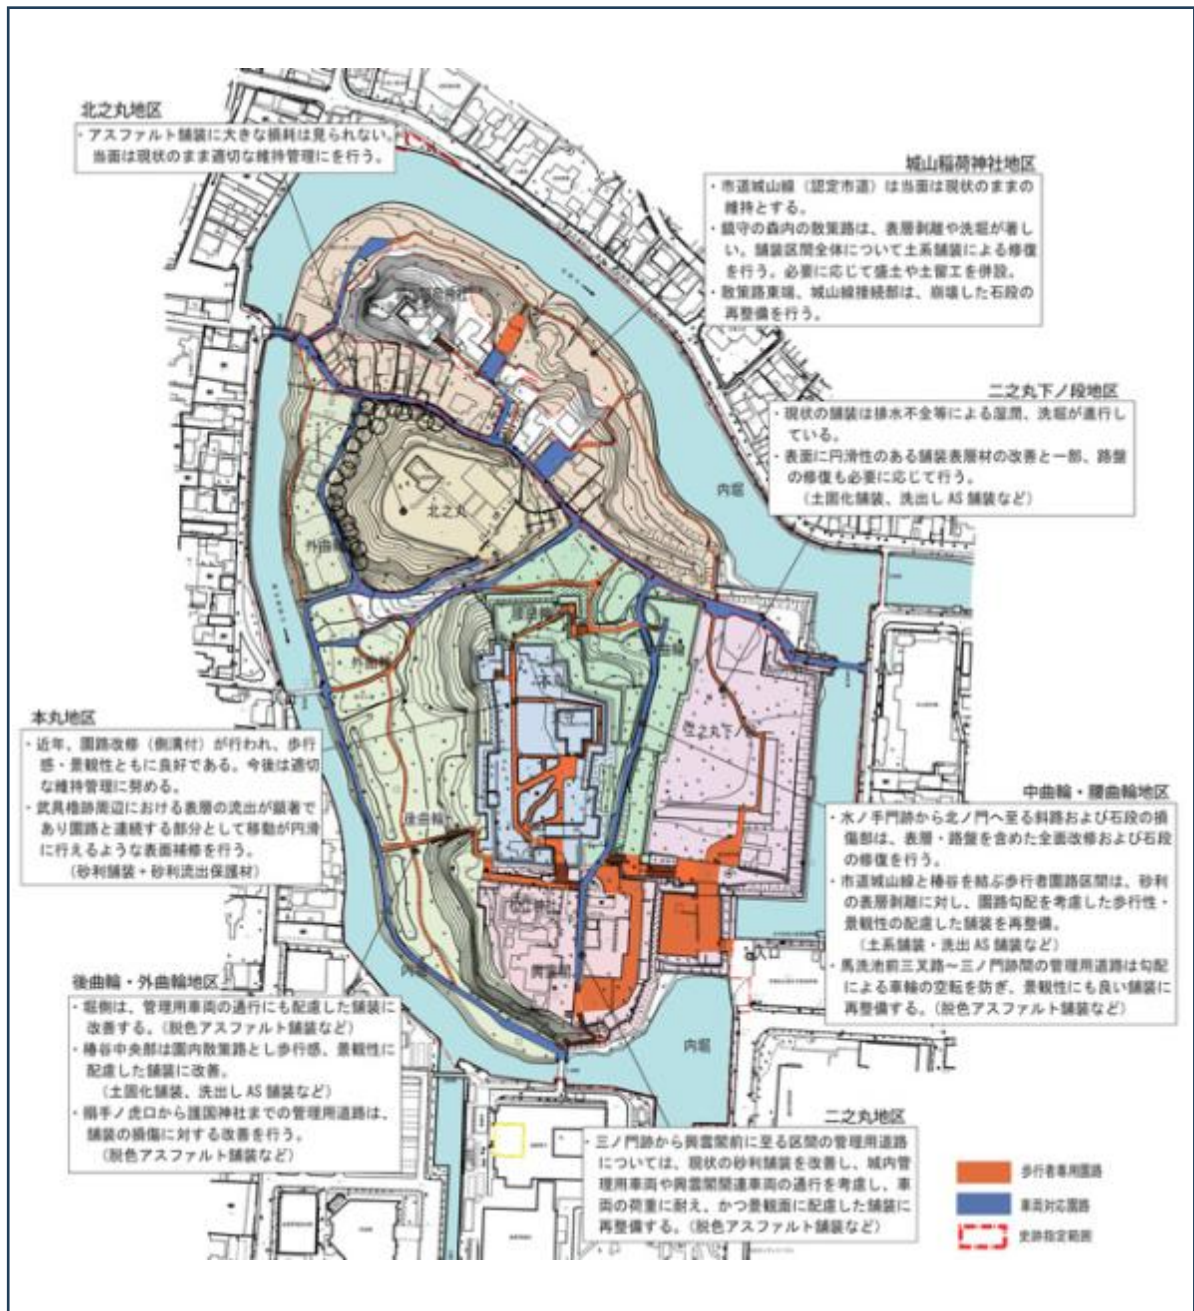 北之丸地区
・アスファルト舗装に大きな損耗は見られない。
当面は現状のまま適切な維持管理にを行う。
城山稲荷神社地区
・市道城山線（認定市道）は当面は現状のままの
維持とする。
・鎮守の森内の散策路は、表層剥離や洗堀が著し
い。舗装区間全体について土系舗装による修復
を行う。必要に応じて盛土や土留工を併設。
・散策路東端、城山線接続部は、崩壊した石段の
再整備を行う。
二之丸下ノ段地区
・現状の舗装は排水不全等による湿潤、洗堀が進行し
ている。
・表面に円滑性のある舗装表層材の改善と一部、路盤
の修復も必要に応じて行う。
（土固化舗装、洗出し AS 舗装など）
内堀
北之丸
外曲輪
外曲輪
本丸
二之丸下ノ段
後曲輪
本丸地区
・近年、園路改修（側溝付）が行われ、歩行
感・景観性ともに良好である。今後は適切
な維持管理に努める。
・武具櫓跡周辺における表層の流出が顕著で
あり園路と連続する部分として移動が円滑
に行えるような表面補修を行う。
（砂利舗装＋砂利流出保護材）
中曲輪・腰曲輪地区
・水ノ手門跡から北ノ門へ至る斜路および石段の損
傷部は、表層・路盤を含めた全面改修および石段
の修復を行う。
・市道城山線と椿谷を結ぶ歩行者園路区間は、砂利
の表層剥離に対し、園路勾配を考慮した歩行性・
景観性の配慮した舗装を再整備。
（土系舗装・洗出 AS 舗装など）
・馬洗池前三叉路～三ノ門跡間の管理用道路は勾配
による車輪の空転を防ぎ、景観性にも良い舗装に
再整備する。（脱色アスファルト舗装など）
興雲閣
入口
内堀
内堀
後曲輪・外曲輪地区
・堀側は、管理用車両の通行にも配慮した舗装に
改善する。（脱色アスファルト舗装など）
・椿谷中央部は園内散策路とし歩行感、景観性に
配慮した舗装に改善。
（土固化舗装、洗出し AS 舗装など）
・搦手ノ虎口から護国神社までの管理用道路は、
舗装の損傷に対する改善を行う。
（脱色アスファルト舗装など）
二之丸地区
・三ノ門跡から興雲閣前に至る区間の管理用道路
については、現状の砂利舗装を改善し、城内管
理用車両や興雲閣関連車両の通行を考慮し、車
両の荷重に耐え、かつ景観面に配慮した舗装に
再整備する。（脱色アスファルト舗装など）
歩行者専用園路
車両対応園路
史跡指定範囲